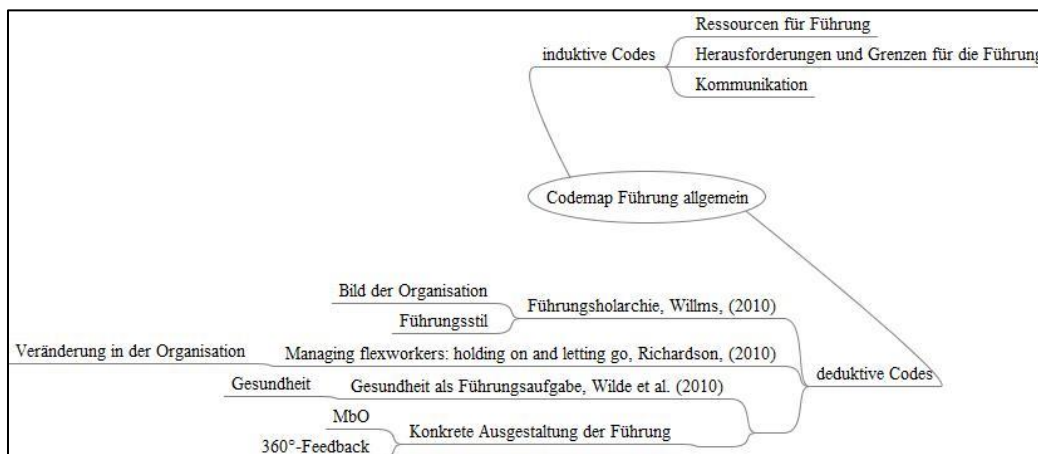 Ressourcen für Führung
induktive Codes
Herausforderungen und Grenzen für die Führung
Kommunikation
Codemap Führung allgemein
Bild der Organisation
Führungsholarchie, Willms, (2010)
Führungsstil
Veränderung in der Organisation
Managing flexworkers: holding on and letting go, Richardson, (2010)
deduktive Codes
Gesundheit
Gesundheit als Führungsaufgabe, Wilde et al. (2010)
MbO
Konkrete Ausgestaltung der Führung
360°-Feedback